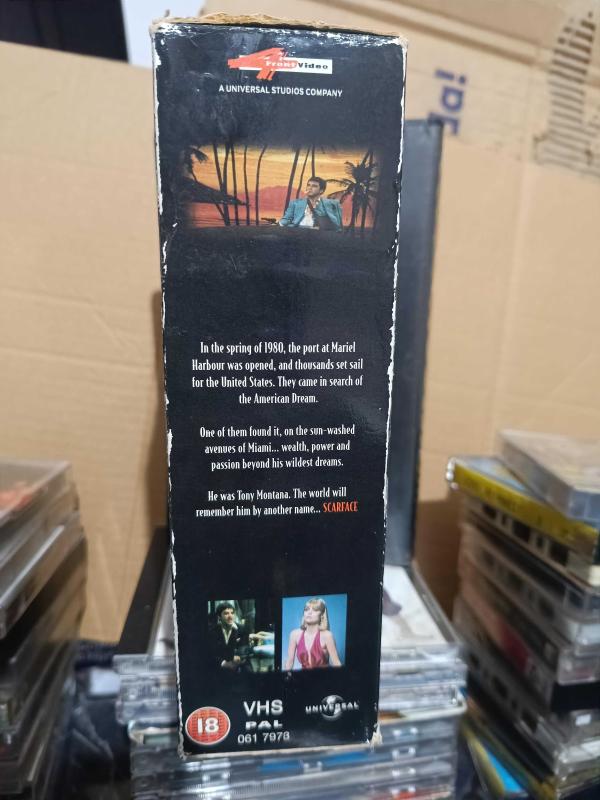 4 Front Video
A UNIVERSAL STUDIOS COMPANY
In the spring of 1980, the port at Mariel
Harbour was opened, and thousands set sail
for the United States. They came in search of
the American Dream.
One of them found it, on the sun-washed
avenues of Miami... wealth, power and
passion beyond his wildest dreams.
He was Tony Montana. The world will
remember him by another name... SCARFACE
18
VHS
PAL
061 7973
UNIVERSAL